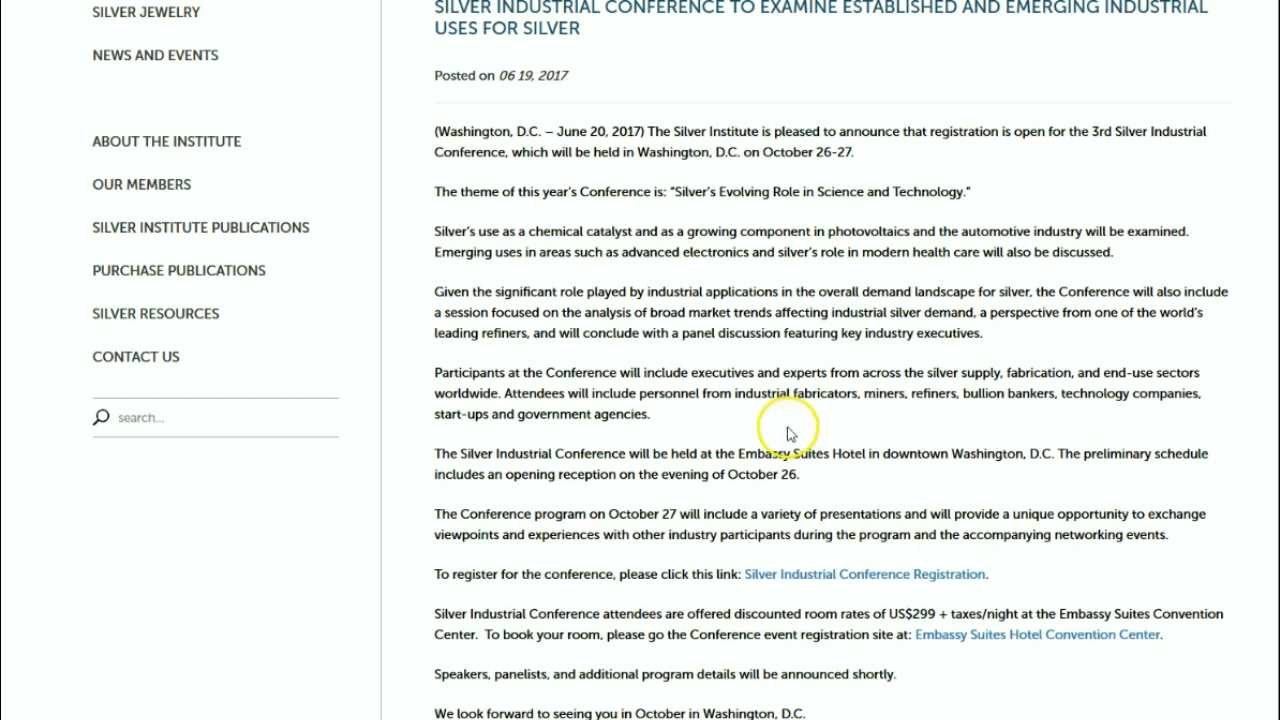 SILVER JEWELRY
NEWS AND EVENTS
ABOUT THE INSTITUTE
OUR MEMBERS
SILVER INSTITUTE PUBLICATIONS
PURCHASE PUBLICATIONS
SILVER RESOURCES
CONTACT US
search...
SILVER INDUSTRIAL CONFERENCE TO EXAMINE ESTABLISHED AND EMERGING INDUSTRIAL
USES FOR SILVER
Posted on 06 19, 2017
(Washington, D.C. – June 20, 2017) The Silver Institute is pleased to announce that registration is open for the 3rd Silver Industrial
Conference, which will be held in Washington, D.C. on October 26-27.
The theme of this year's Conference is: "Silver's Evolving Role in Science and Technology."
Silver's use as a chemical catalyst and as a growing component in photovoltaics and the automotive industry will be examined.
Emerging uses in areas such as advanced electronics and silver's role in modern health care will also be discussed.
Given the significant role played by industrial applications in the overall demand landscape for silver, the Conference will also include
a session focused on the analysis of broad market trends affecting industrial silver demand, a perspective from one of the world's
leading refiners, and will conclude with a panel discussion featuring key industry executives.
Participants at the Conference will include executives and experts from across the silver supply, fabrication, and end-use sectors
worldwide. Attendees will include personnel from industrial fabricators, miners, refiners, bullion bankers, technology companies,
start-ups and government agencies.
The Silver Industrial Conference will be held at the Embassy Suites Hotel in downtown Washington, D.C. The preliminary schedule
includes an opening reception on the evening of October 26.
The Conference program on October 27 will include a variety of presentations and will provide a unique opportunity to exchange
viewpoints and experiences with other industry participants during the program and the accompanying networking events.
To register for the conference, please click this link: Silver Industrial Conference Registration.
Silver Industrial Conference attendees are offered discounted room rates of US$299 + taxes/night at the Embassy Suites Convention
Center. To book your room, please go the Conference event registration site at: Embassy Suites Hotel Convention Center.
Speakers, panelists, and additional program details will be announced shortly.
We look forward to seeing you in October in Washington, D.C.